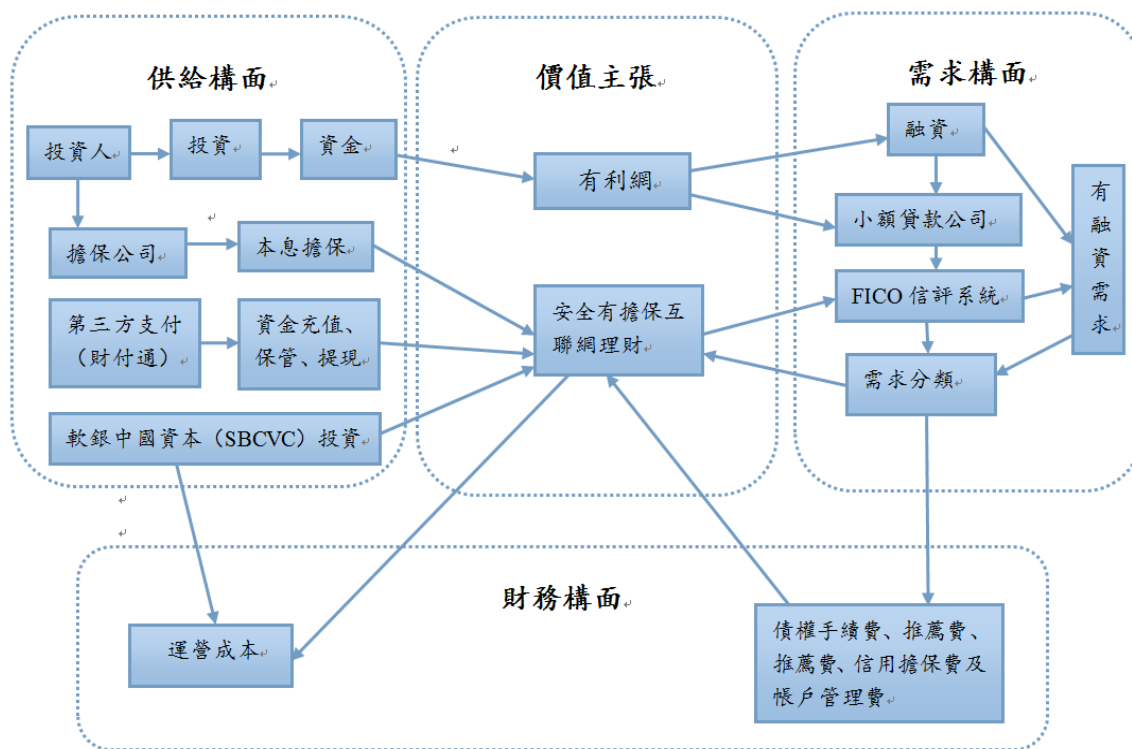 供給構面
價值主張
需求構面
投資人
投資
資金
有利網
融資
有
融
資
需
求
小額貸款公司
擔保公司
本息擔保
FICO 信評系統
第三方支付
（財付通）
資金充值、
保管、提現
安全有擔保互
聯網理財
需求分類
軟銀中國資本（SBCVC）投資
財務構面
運營成本
債權手續費、推薦費、
推薦費、信用擔保費及
帳戶管理費